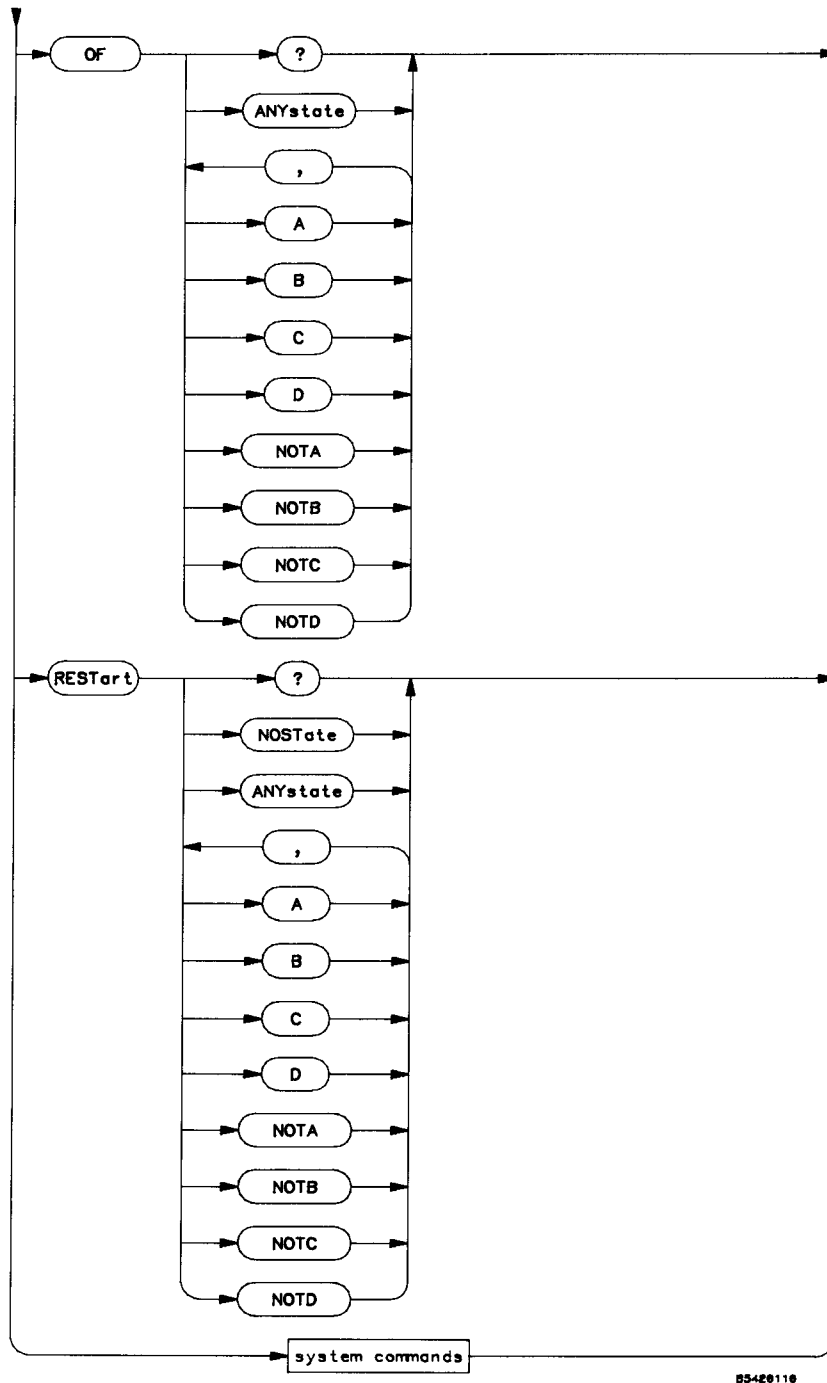 OF
?
ANYstate
,
A
B
C
D
NOTA
NOTB
NOTC
NOTD
RESTart
?
NOSTate
ANYstate
,
A
B
C
D
NOTA
NOTB
NOTC
NOTD
system commands